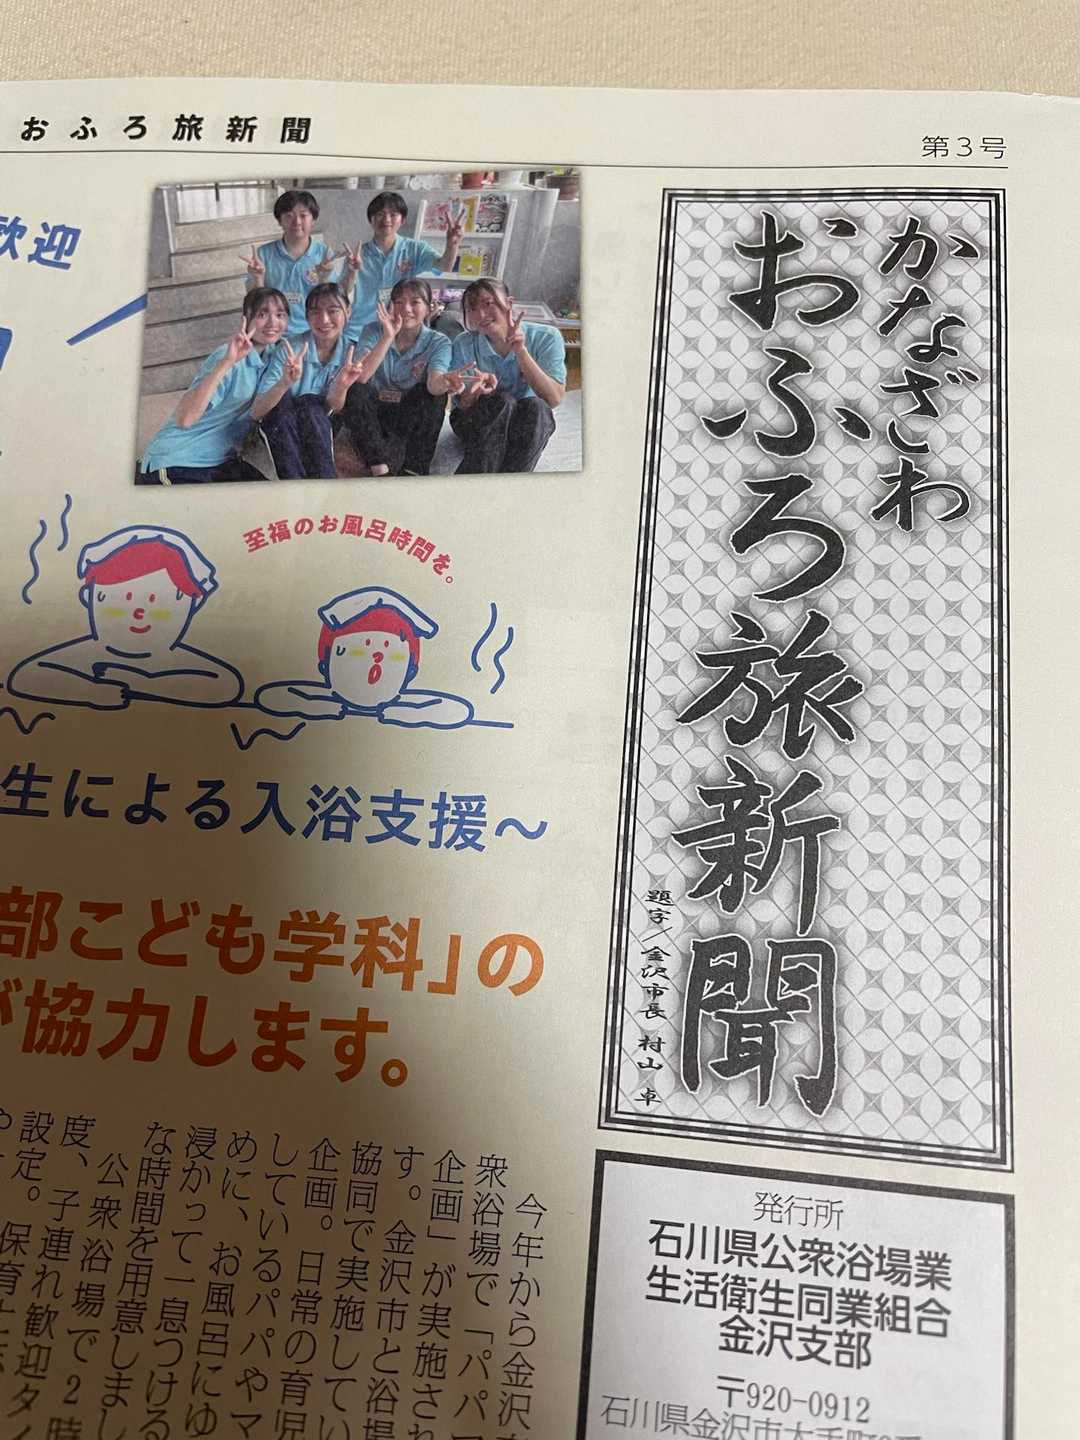 おふろ旅新聞
第3号
かなざわ
おふろ旅新聞
題字／金沢市長 村山 卓
発行所
石川県公衆浴場業
生活衛生同業組合
金沢支部
〒920-0912
石川県金沢市大手町
歓迎
至福のお風呂時間を。
生による入浴支援～
部こども学科」の
が協力します。
今年から金沢
衆浴場で「パパマ
企画」が実施され
す。金沢市と浴場
協同で実施してい
企画。日常の育児
しているパパやマ
めに、お風呂にゆ
浸かって一息つける
な時間を用意しまし
公衆浴場で2時
度、子連れ歓迎タイ
設定。保育士